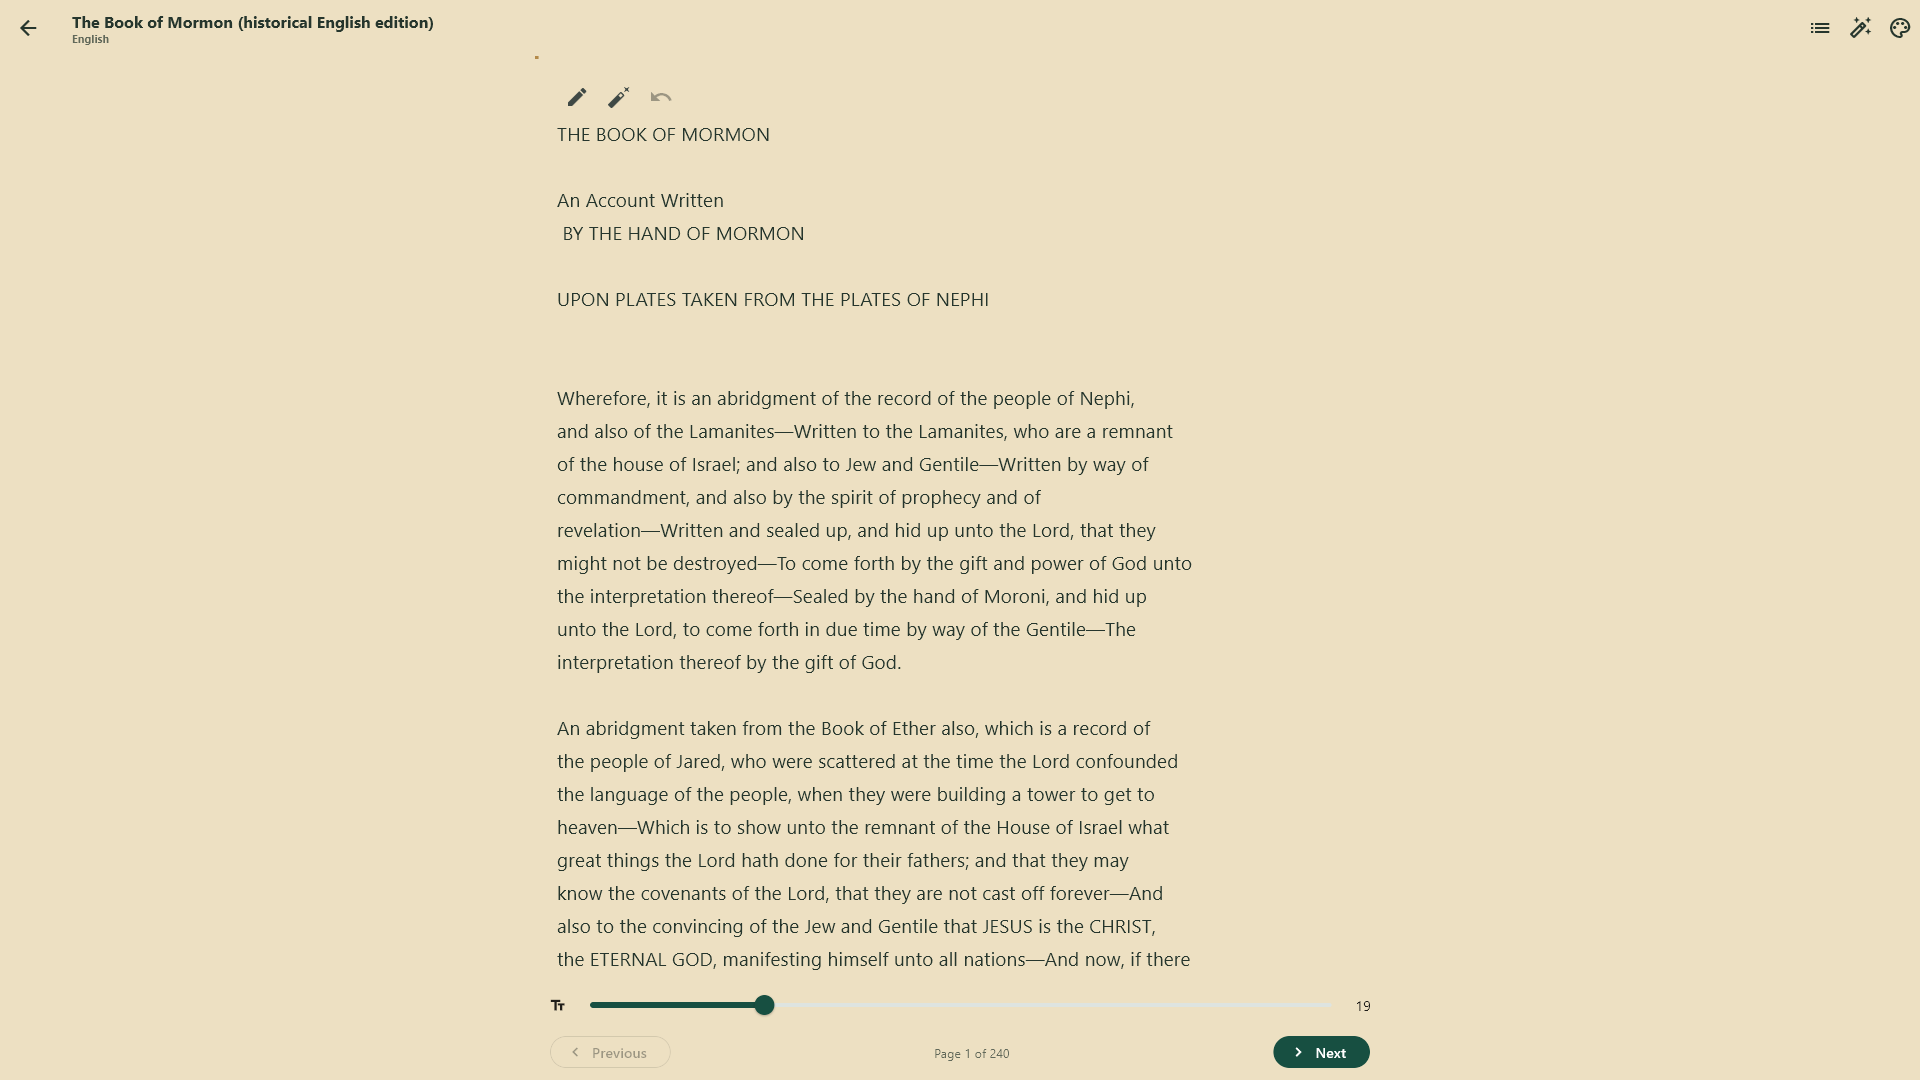 The Book of Mormon (historical English edition)
English
THE BOOK OF MORMON
An Account Written
BY THE HAND OF MORMON
UPON PLATES TAKEN FROM THE PLATES OF NEPHI
Wherefore, it is an abridgment of the record of the people of Nephi,
and also of the Lamanites—Written to the Lamanites, who are a remnant
of the house of Israel; and also to Jew and Gentile—Written by way of
commandment, and also by the spirit of prophecy and of
revelation—Written and sealed up, and hid up unto the Lord, that they
might not be destroyed—To come forth by the gift and power of God unto
the interpretation thereof—Sealed by the hand of Moroni, and hid up
unto the Lord, to come forth in due time by way of the Gentile—The
interpretation thereof by the gift of God.
An abridgment taken from the Book of Ether also, which is a record of
the people of Jared, who were scattered at the time the Lord confounded
the language of the people, when they were building a tower to get to
heaven—Which is to show unto the remnant of the House of Israel what
great things the Lord hath done for their fathers; and that they may
know the covenants of the Lord, that they are not cast off forever—And
also to the convincing of the Jew and Gentile that JESUS is the CHRIST,
the ETERNAL GOD, manifesting himself unto all nations—And now, if there
Tт 19
Previous Page 1 of 240 Next